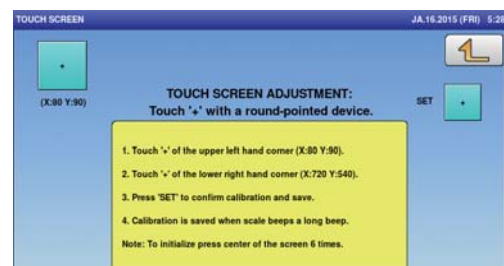 TOUCH SCREEN JA.16.2015 (FRI) 5:28
+
(X:80 Y:90)
TOUCH SCREEN ADJUSTMENT:
Touch '+' with a round-pointed device.
SET +
1. Touch '+' of the upper left hand corner (X:80 Y:90).
2. Touch '+' of the lower right hand corner (X:720 Y:540).
3. Press 'SET' to confirm calibration and save.
4. Calibration is saved when scale beeps a long beep.
Note: To initialize press center of the screen 6 times.